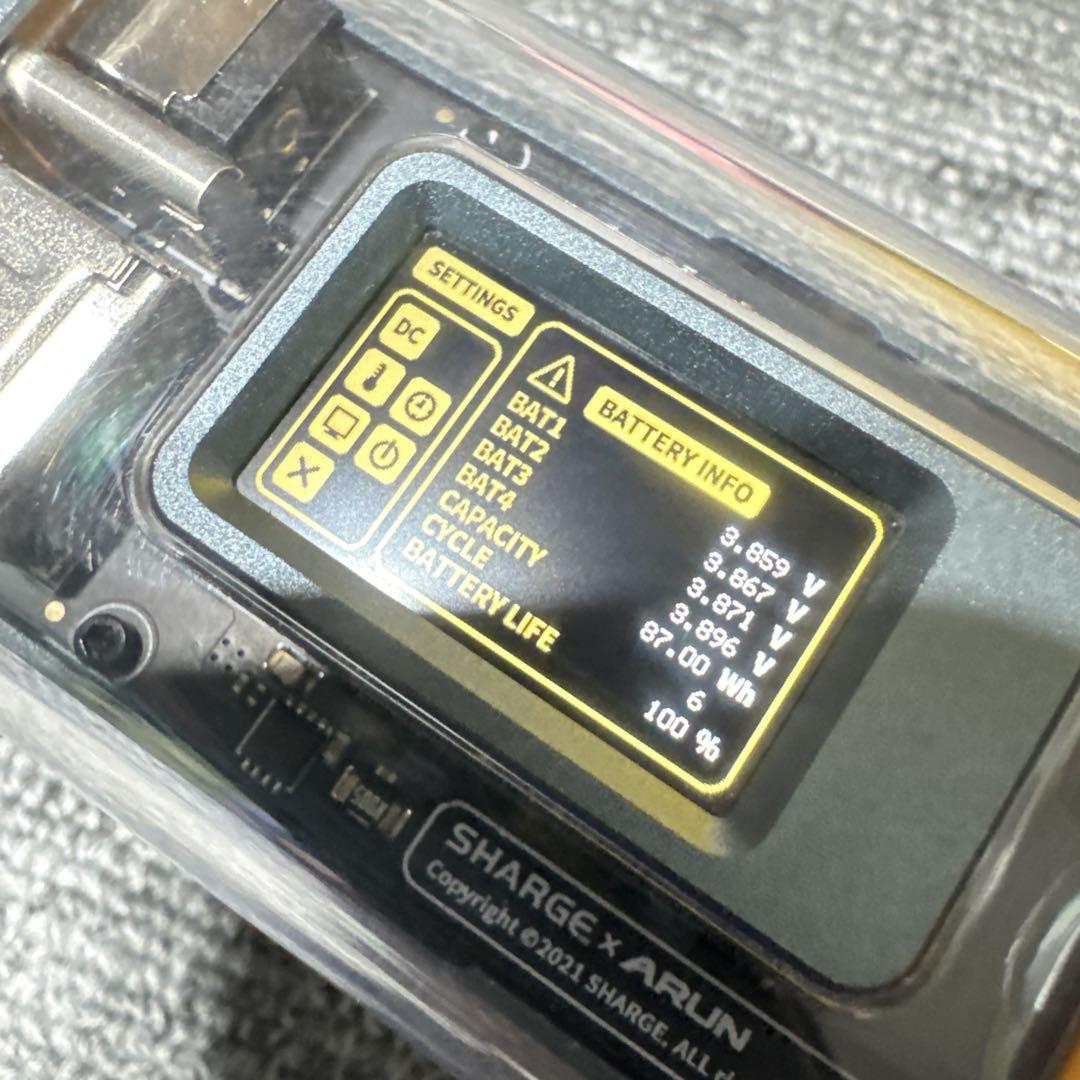 SETTINGS
DC
BATTERY INFO
BAT1 3.859 V
BAT2 3.867 V
BAT3 3.871 V
BAT4 3.896 V
CAPACITY 87.00 Wh
CYCLE 6
BATTERY LIFE 100 %
SHARGE × ARUN
Copyright ©2021 SHARGE. ALL